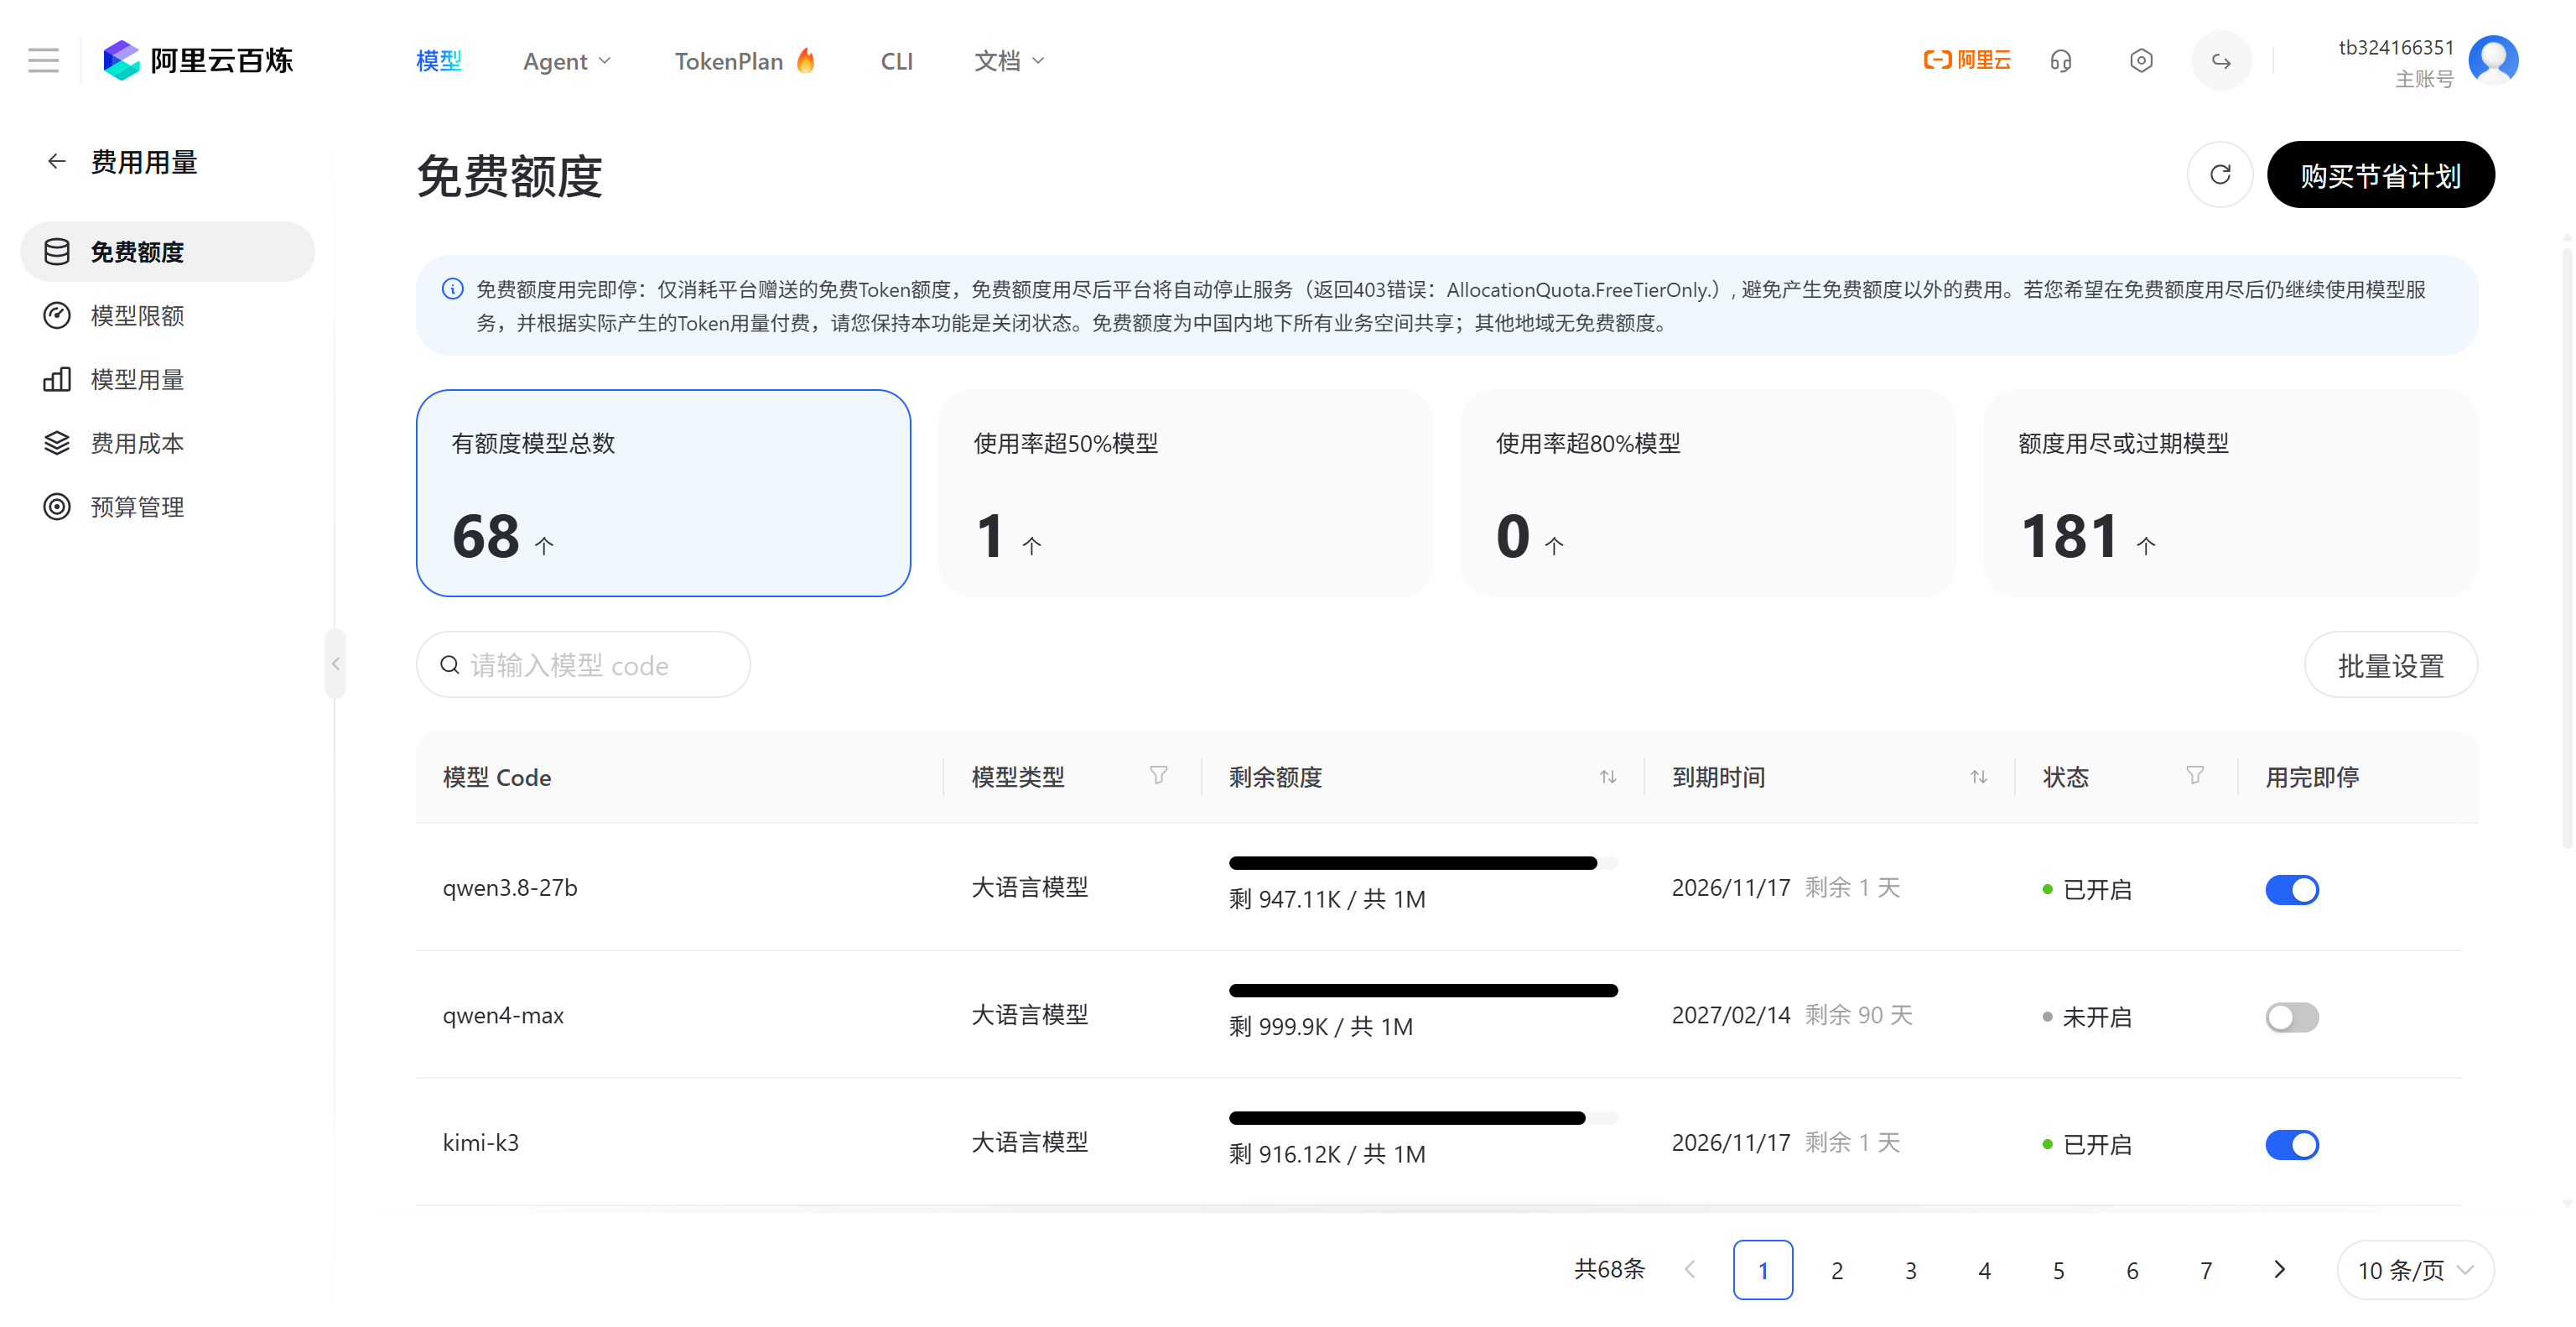 阿里云百炼
模型 Agent TokenPlan CLI 文档
阿里云
tb324166351
主账号
费用用量
免费额度
模型限额
模型用量
费用成本
预算管理
免费额度
购买节省计划
免费额度用完即停：仅消耗平台赠送的免费Token额度，免费额度用尽后平台将自动停止服务（返回403错误：AllocationQuota.FreeTierOnly.）, 避免产生免费额度以外的费用。若您希望在免费额度用尽后仍继续使用模型服
务，并根据实际产生的Token用量付费，请您保持本功能是关闭状态。免费额度为中国内地下所有业务空间共享；其他地域无免费额度。
有额度模型总数
68 个
使用率超50%模型
1 个
使用率超80%模型
0 个
额度用尽或过期模型
181 个
请输入模型 code
批量设置
模型 Code 模型类型 剩余额度 到期时间 状态 用完即停
qwen3.8-27b 大语言模型 剩 947.11K / 共 1M 2026/11/17 剩余 1 天 已开启
qwen4-max 大语言模型 剩 999.9K / 共 1M 2027/02/14 剩余 90 天 未开启
kimi-k3 大语言模型 剩 916.12K / 共 1M 2026/11/17 剩余 1 天 已开启
共68条 1 2 3 4 5 6 7 10 条/页